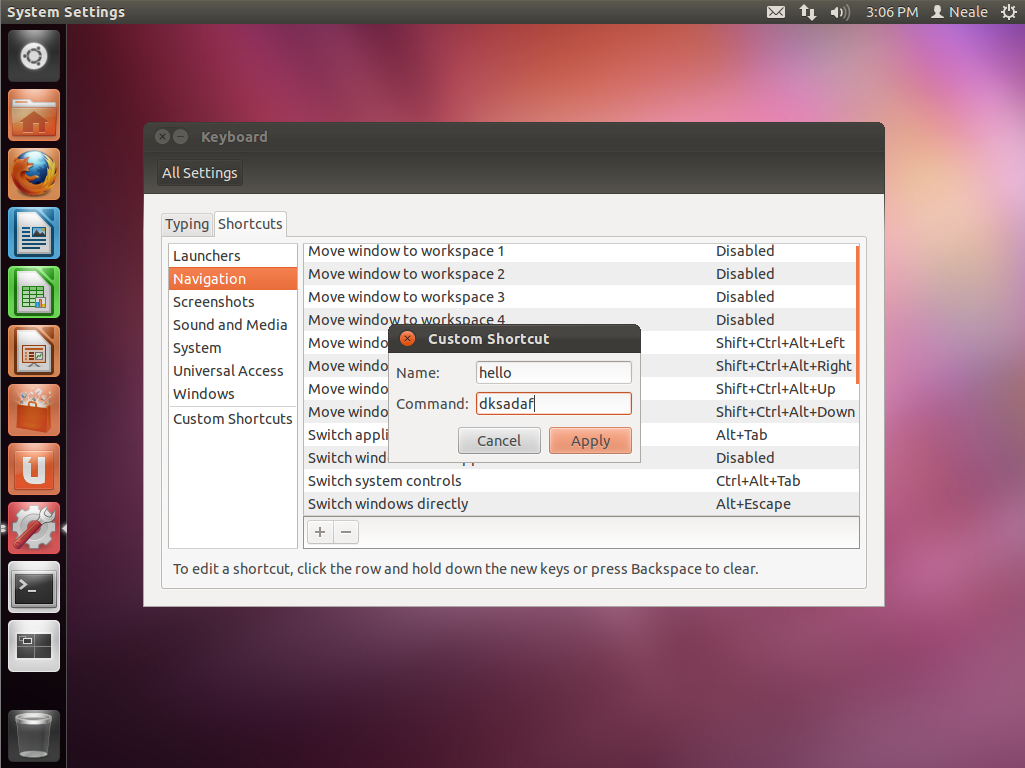 System Settings 3:06 PM Neale
Keyboard
All Settings
Typing Shortcuts
Launchers
Navigation
Screenshots
Sound and Media
System
Universal Access
Windows
Custom Shortcuts
Move window to workspace 1 Disabled
Move window to workspace 2 Disabled
Move window to workspace 3 Disabled
Move window to workspace 4 Disabled
Move windo Shift+Ctrl+Alt+Left
Move windo Shift+Ctrl+Alt+Right
Move windo Shift+Ctrl+Alt+Up
Move windo Shift+Ctrl+Alt+Down
Switch appli Alt+Tab
Switch wind Disabled
Switch system controls Ctrl+Alt+Tab
Switch windows directly Alt+Escape
Custom Shortcut
Name: hello
Command: dksadaf
Cancel Apply
+ −
To edit a shortcut, click the row and hold down the new keys or press Backspace to clear.